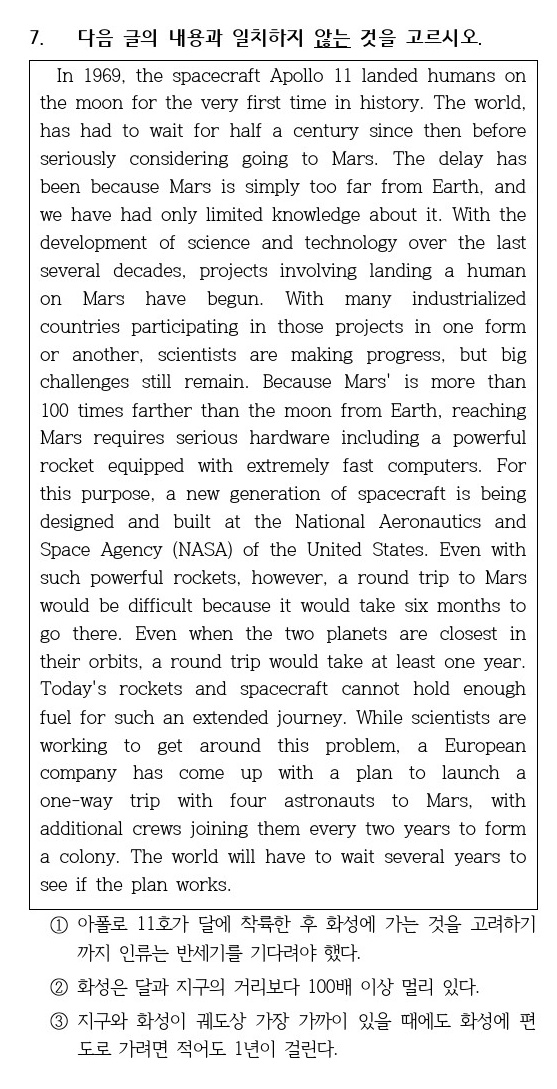 7. 다음 글의 내용과 일치하지 않는 것을 고르시오.
In 1969, the spacecraft Apollo 11 landed humans on
the moon for the very first time in history. The world,
has had to wait for half a century since then before
seriously considering going to Mars. The delay has
been because Mars is simply too far from Earth, and
we have had only limited knowledge about it. With the
development of science and technology over the last
several decades, projects involving landing a human
on Mars have begun. With many industrialized
countries participating in those projects in one form
or another, scientists are making progress, but big
challenges still remain. Because Mars' is more than
100 times farther than the moon from Earth, reaching
Mars requires serious hardware including a powerful
rocket equipped with extremely fast computers. For
this purpose, a new generation of spacecraft is being
designed and built at the National Aeronautics and
Space Agency (NASA) of the United States. Even with
such powerful rockets, however, a round trip to Mars
would be difficult because it would take six months to
go there. Even when the two planets are closest in
their orbits, a round trip would take at least one year.
Today's rockets and spacecraft cannot hold enough
fuel for such an extended journey. While scientists are
working to get around this problem, a European
company has come up with a plan to launch a
one-way trip with four astronauts to Mars, with
additional crews joining them every two years to form
a colony. The world will have to wait several years to
see if the plan works.
① 아폴로 11호가 달에 착륙한 후 화성에 가는 것을 고려하기
까지 인류는 반세기를 기다려야 했다.
② 화성은 달과 지구의 거리보다 100배 이상 멀리 있다.
③ 지구와 화성이 궤도상 가장 가까이 있을 때에도 화성에 편
도로 가려면 적어도 1년이 걸린다.